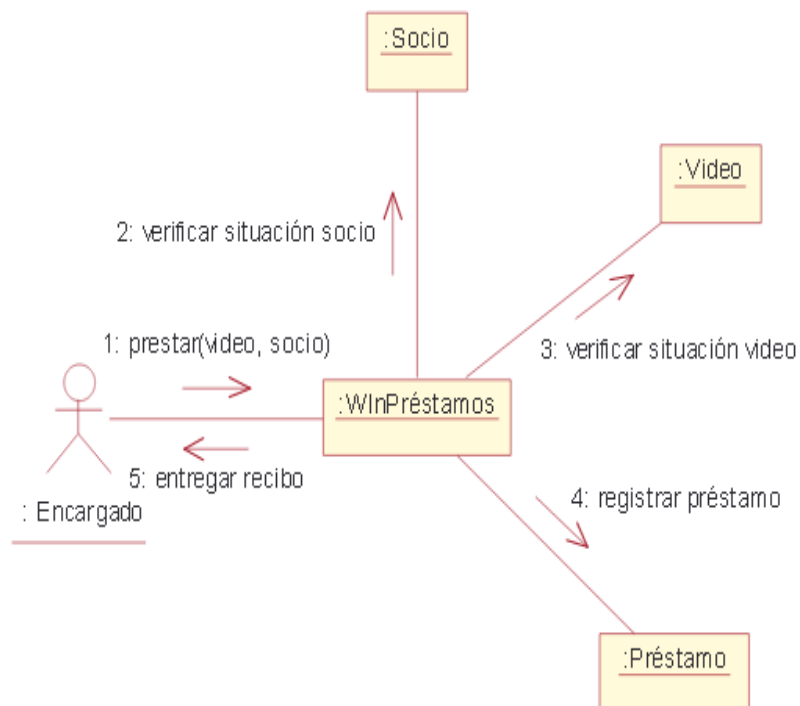 :Socio
:Video
2: verificar situación socio
1: prestar(video, socio)
3: verificar situación video
:WInPréstamos
5: entregar recibo
4: registrar préstamo
: Encargado
:Préstamo